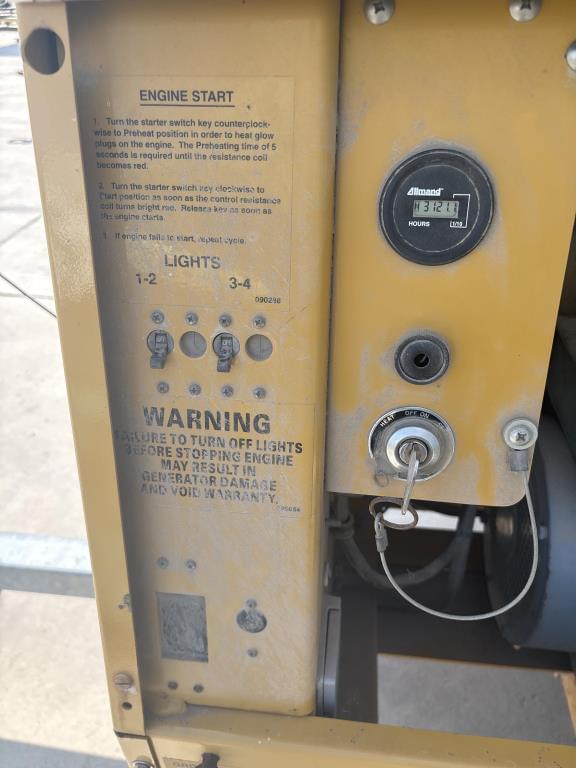 ENGINE START
1. Turn the starter switch key counterclock-
wise to Preheat position in order to heat glow
plugs on the engine. The Preheating time of 5
seconds is required until the resistance coil
becomes red.
2. Turn the starter switch key clockwise to
Start position as soon as the control resistance
coil turns bright red. Release key as soon as
the engine starts.
3. If engine fails to start, repeat cycle.
LIGHTS
1-2 3-4
090298
WARNING
FAILURE TO TURN OFF LIGHTS
BEFORE STOPPING ENGINE
MAY RESULT IN
GENERATOR DAMAGE
AND VOID WARRANTY.
Allmand
3121.1
HOURS 1/10
HEAT OFF ON